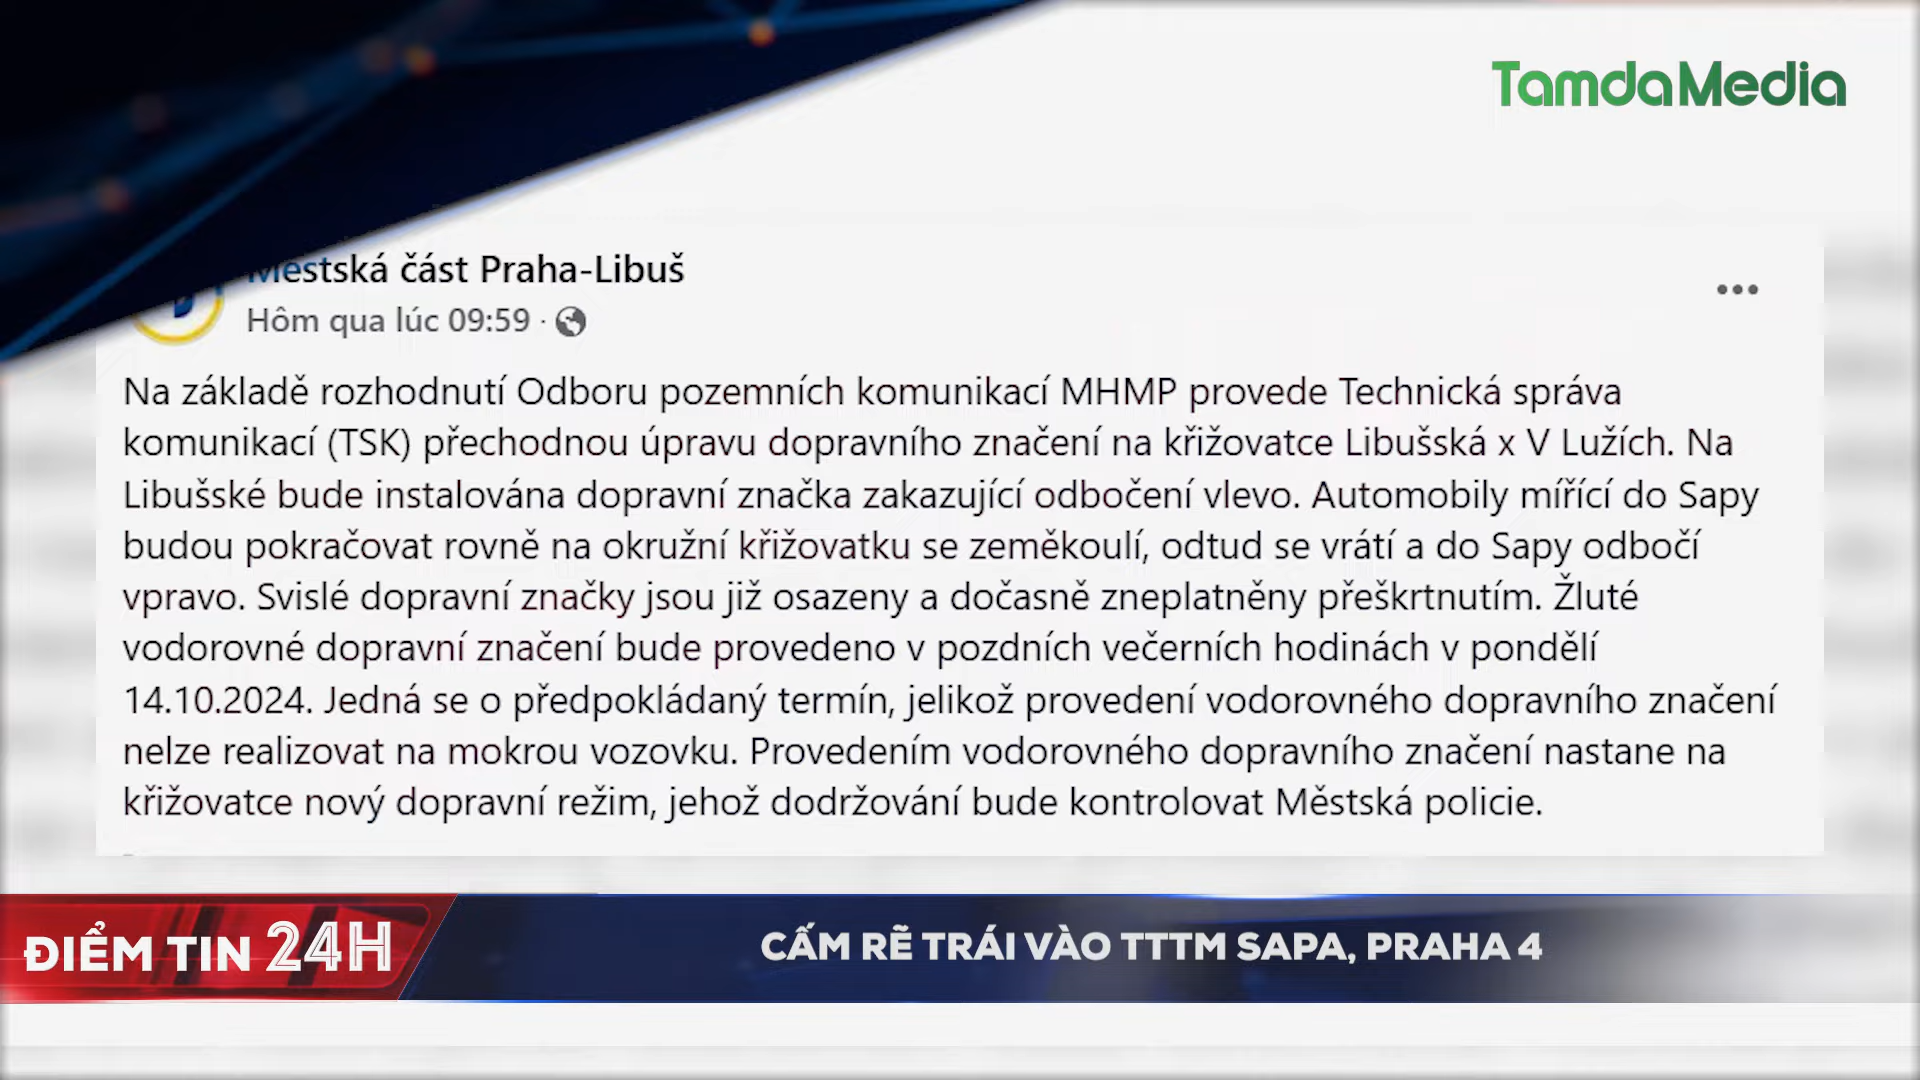 TamdaMedia
Městská část Praha-Libuš
Hôm qua lúc 09:59 ·
Na základě rozhodnutí Odboru pozemních komunikací MHMP provede Technická správa
komunikací (TSK) přechodnou úpravu dopravního značení na křižovatce Libušská x V Lužích. Na
Libušské bude instalována dopravní značka zakazující odbočení vlevo. Automobily mířící do Sapy
budou pokračovat rovně na okružní křižovatku se zeměkoulí, odtud se vrátí a do Sapy odbočí
vpravo. Svislé dopravní značky jsou již osazeny a dočasně zneplatněny přeškrtnutím. Žluté
vodorovné dopravní značení bude provedeno v pozdních večerních hodinách v pondělí
14.10.2024. Jedná se o předpokládaný termín, jelikož provedení vodorovného dopravního značení
nelze realizovat na mokrou vozovku. Provedením vodorovného dopravního značení nastane na
křižovatce nový dopravní režim, jehož dodržování bude kontrolovat Městská policie.
ĐIỂM TIN 24H
CẤM RẼ TRÁI VÀO TTTM SAPA, PRAHA 4